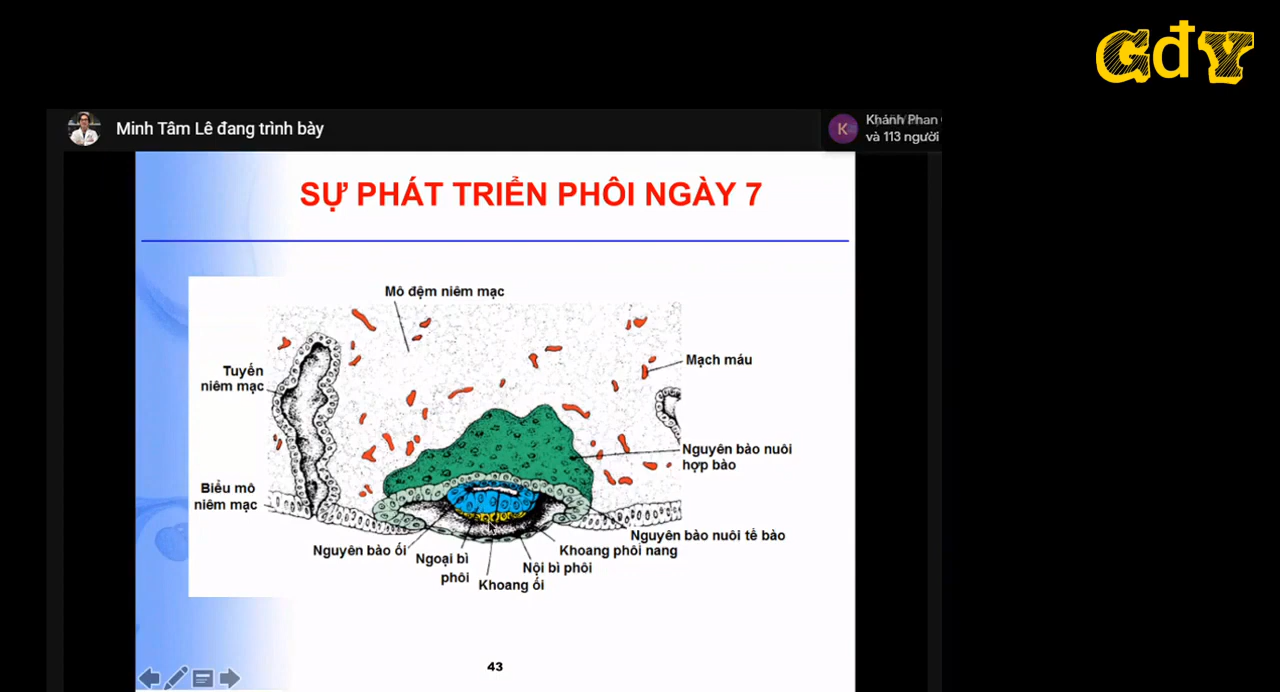 GđY
Minh Tâm Lê đang trình bày
K
Khánh Phan
và 113 người
SỰ PHÁT TRIỂN PHÔI NGÀY 7
Mô đệm niêm mạc
Tuyến
niêm mạc
Mạch máu
Nguyên bào nuôi
hợp bào
Biểu mô
niêm mạc
Nguyên bào nuôi tế bào
Nguyên bào ối
Ngoại bì
phôi
Khoang phôi nang
Nội bì phôi
Khoang ối
43